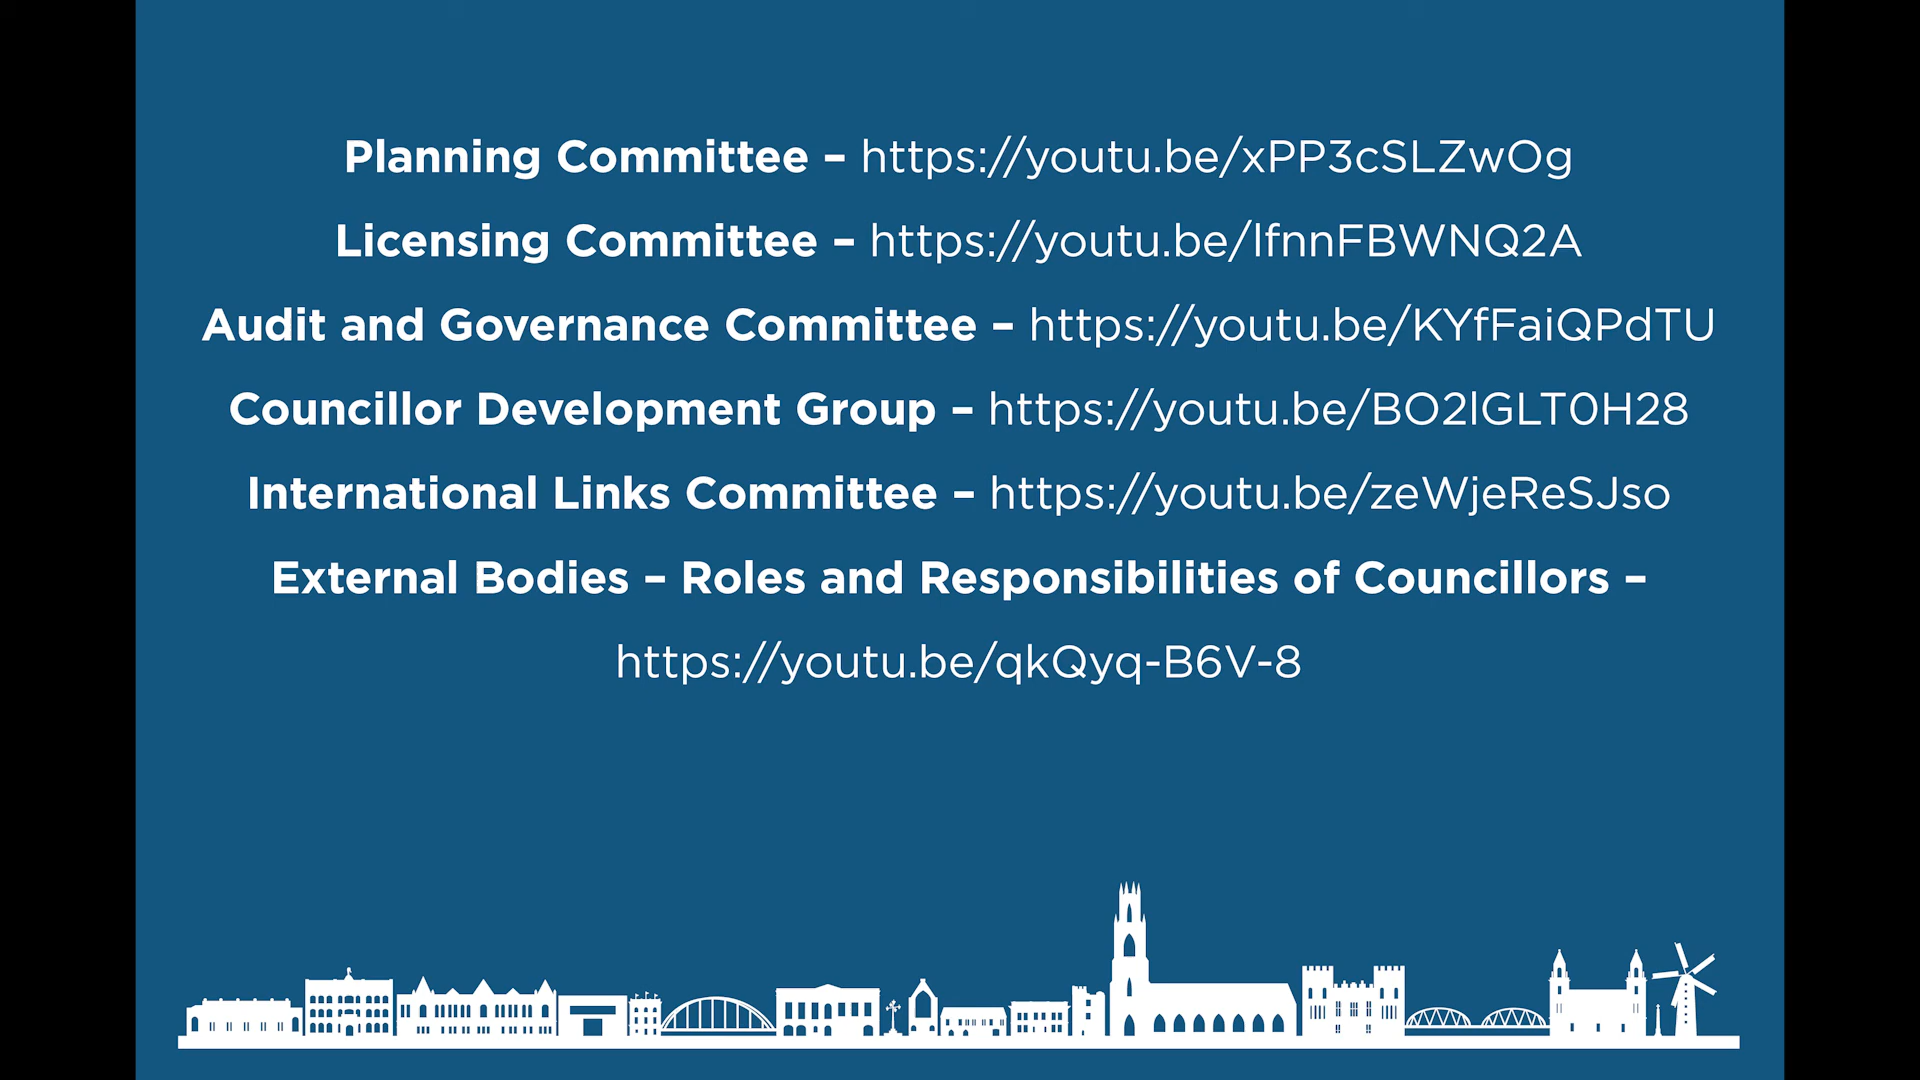 Planning Committee – https://youtu.be/xPP3cSLZwOg
Licensing Committee – https://youtu.be/lfnnFBWNQ2A
Audit and Governance Committee – https://youtu.be/KYfFaiQPdTU
Councillor Development Group – https://youtu.be/BO2lGLT0H28
International Links Committee – https://youtu.be/zeWjeReSJso
External Bodies – Roles and Responsibilities of Councillors –
https://youtu.be/qkQyq-B6V-8